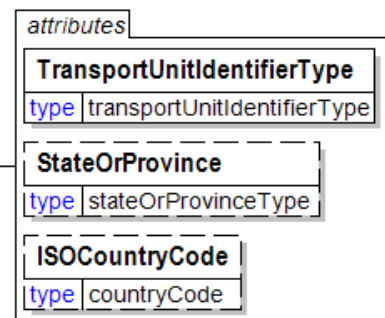 attributes
TransportUnitIdentifierType
type transportUnitIdentifierType
StateOrProvince
type stateOrProvinceType
ISOCountryCode
type countryCode